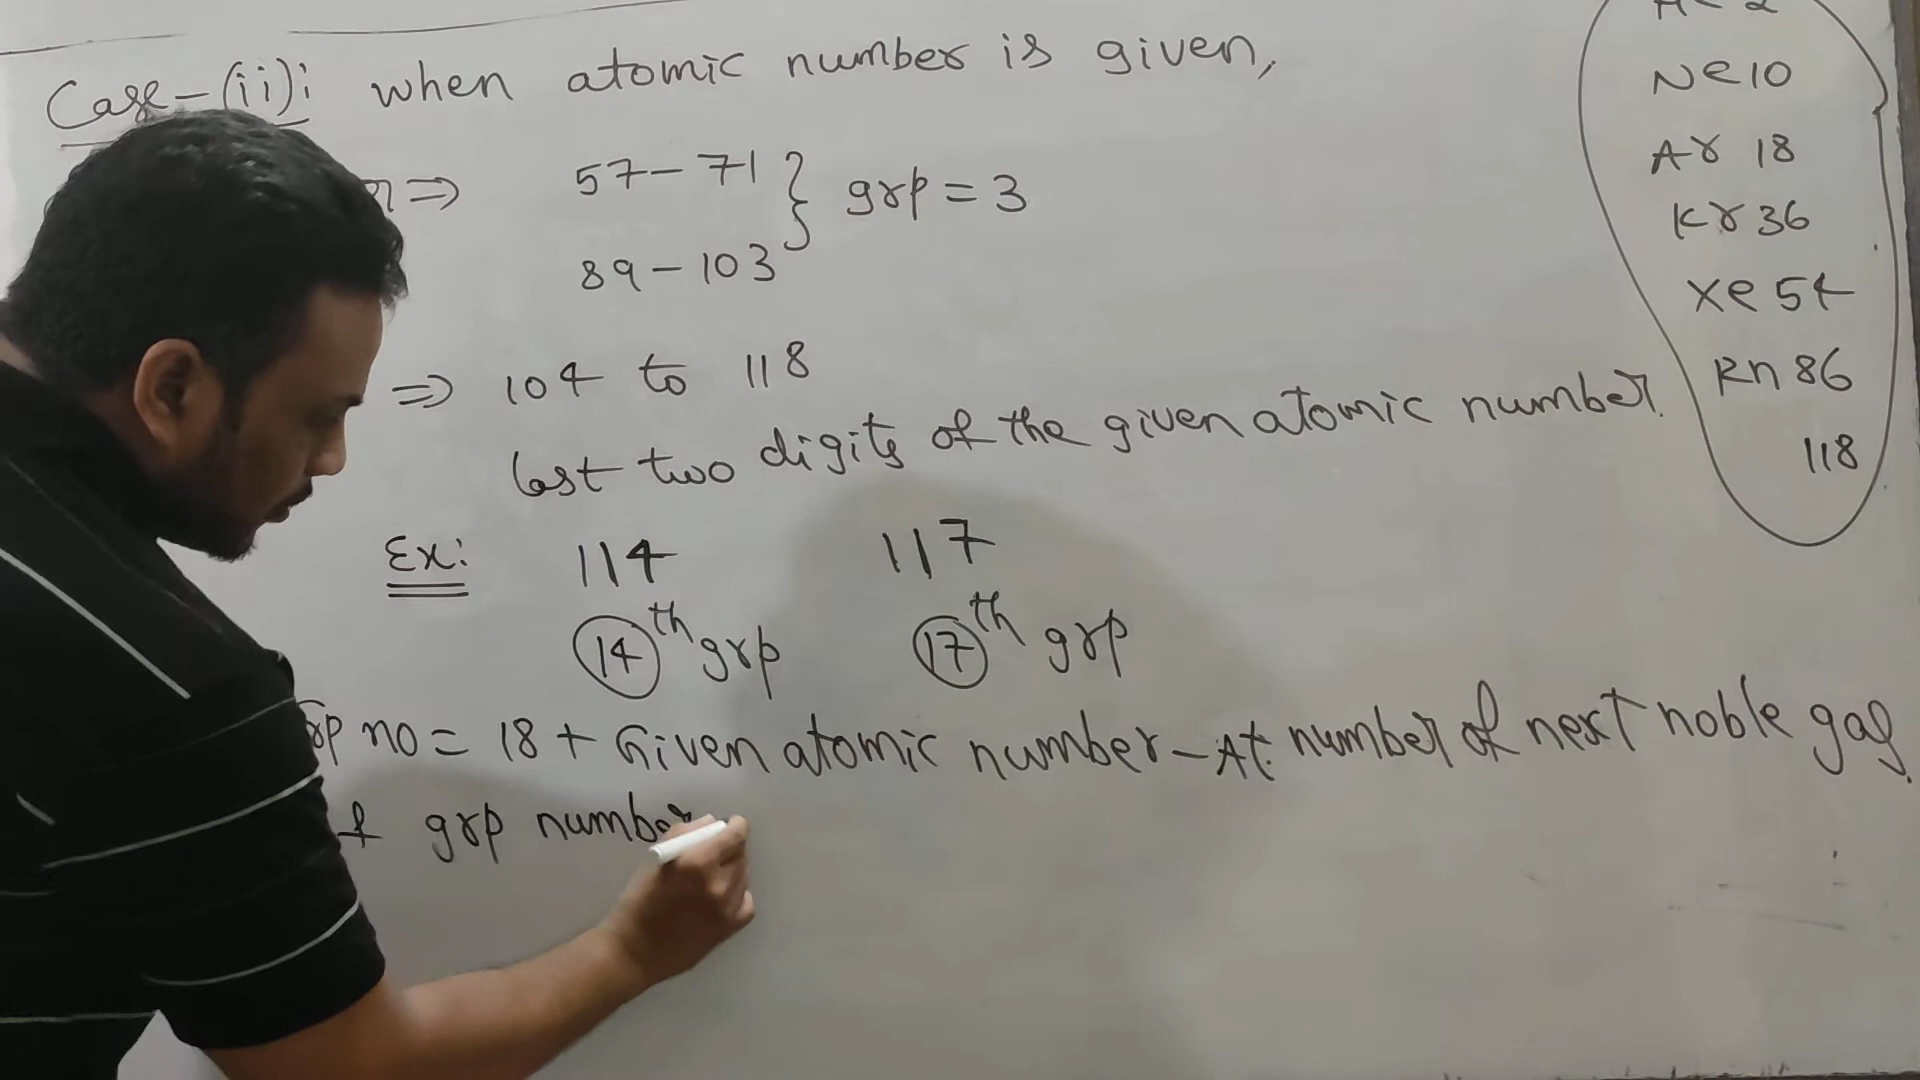 Case-(ii): when atomic number is given,
⇒ 57-71 } grp = 3
89-103
⇒ 104 to 118
last two digits of the given atomic number.
Ex: 114 117
14th grp 17th grp
grp no = 18 + Given atomic number - At. number of next noble gas.
grp number
Ne 10
Ar 18
Kr 36
Xe 54
Rn 86
118